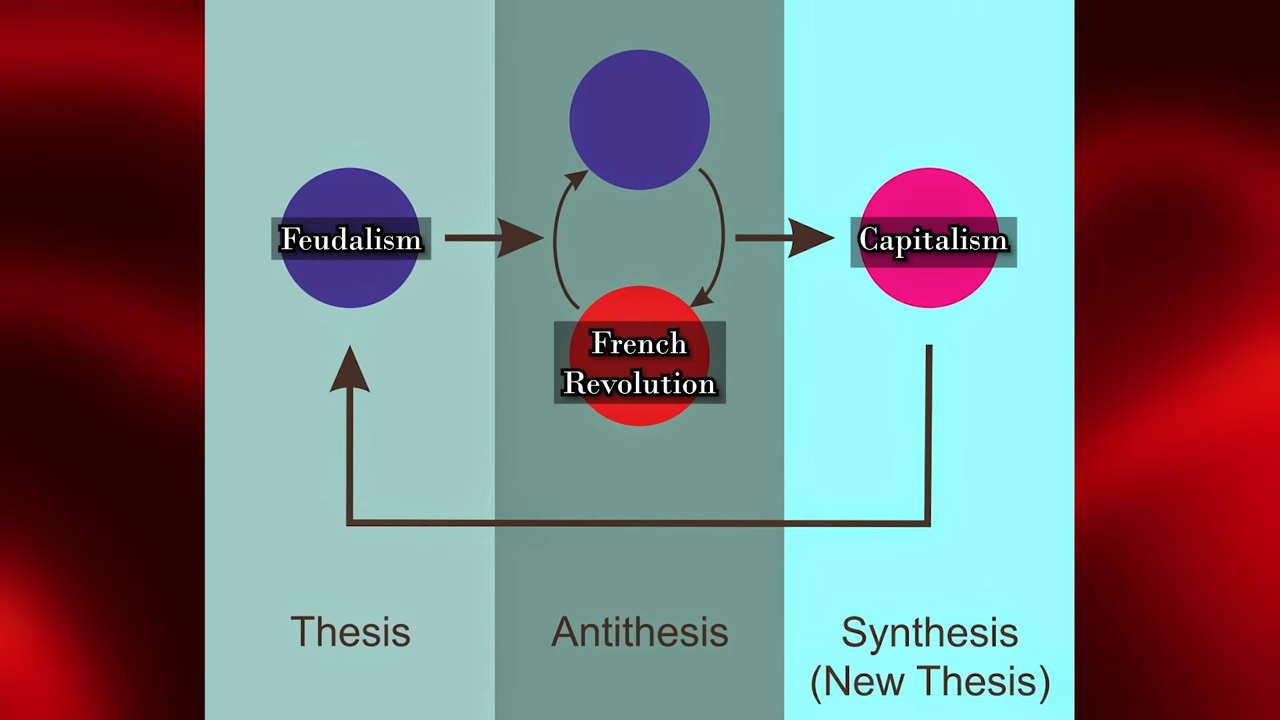 Feudalism
Capitalism
French
Revolution
Thesis
Antithesis
Synthesis
(New Thesis)